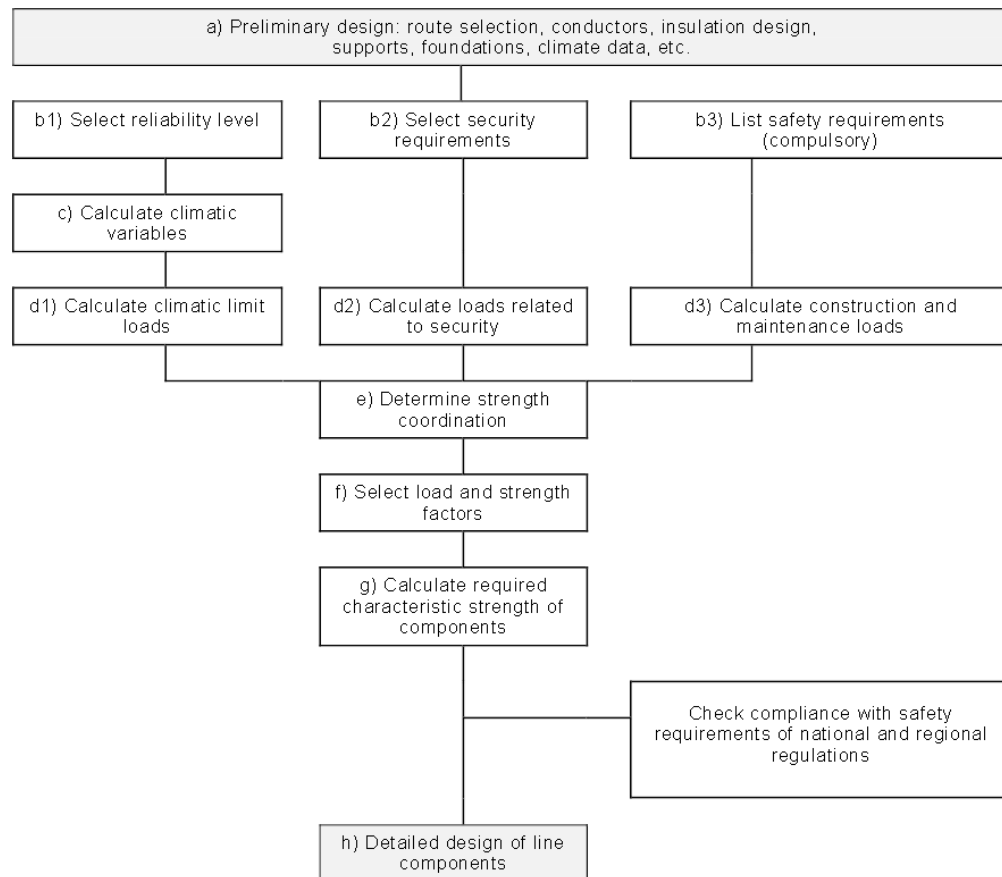 a) Preliminary design: route selection, conductors, insulation design,
supports, foundations, climate data, etc.
b1) Select reliability level
b2) Select security
requirements
b3) List safety requirements
(compulsory)
c) Calculate climatic
variables
d1) Calculate climatic limit
loads
d2) Calculate loads related
to security
d3) Calculate construction and
maintenance loads
e) Determine strength
coordination
f) Select load and strength
factors
g) Calculate required
characteristic strength of
components
Check compliance with safety
requirements of national and regional
regulations
h) Detailed design of line
components